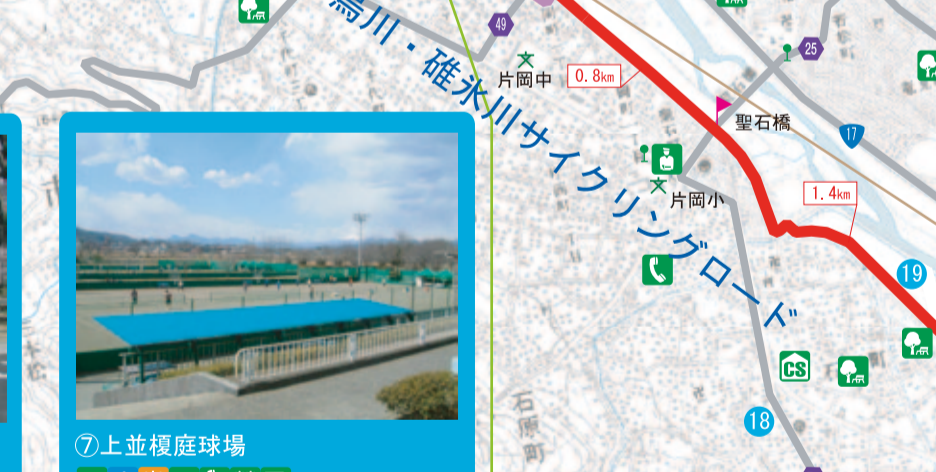 烏川・碓氷川サイクリングロード
49
片岡中
0.8km
25
聖石橋
17
片岡小
1.4km
19
CS
18
石原町
⑦上並榎庭球場